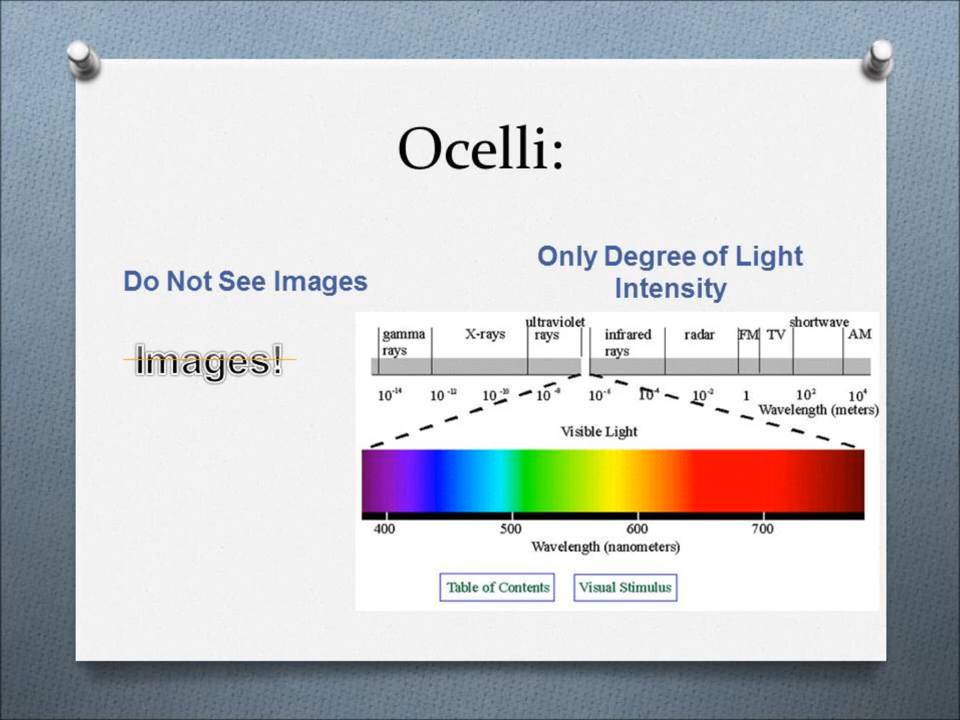 Ocelli:
Do Not See Images
Images!
Only Degree of Light
Intensity
gamma rays
X-rays
ultraviolet rays
infrared rays
radar
FM
TV
shortwave
AM
10⁻¹⁴ 10⁻¹² 10⁻¹⁰ 10⁻⁸ 10⁻⁶ 10⁻⁴ 10⁻² 1 10² 10⁴
Wavelength (meters)
Visible Light
400 500 600 700
Wavelength (nanometers)
Table of Contents
Visual Stimulus